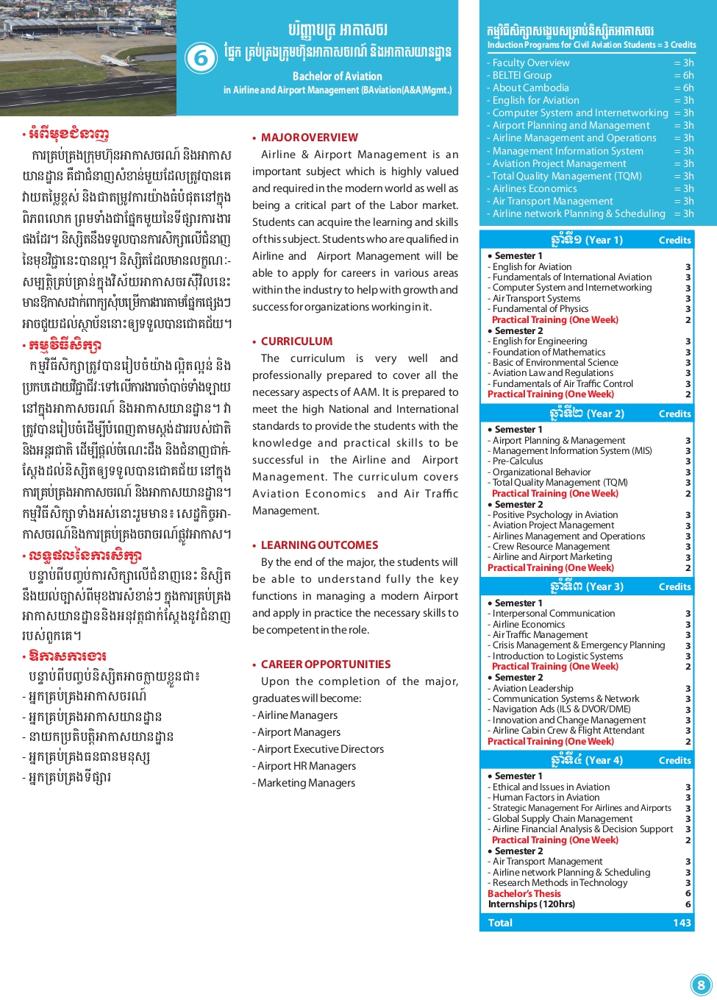 6
បរិញ្ញាបត្រ អាកាសចរ
ផ្នែក គ្រប់គ្រងក្រុមហ៊ុនអាកាសចរណ៍ និងអាកាសយានដ្ឋាន
Bachelor of Aviation
in Airline and Airport Management (BAviation(A&A)Mgmt.)
• អំពីមុខជំនាញ
ការគ្រប់គ្រងក្រុមហ៊ុនអាកាសចរណ៍ និងអាកាស
យានដ្ឋាន គឺជាជំនាញសំខាន់មួយដែលត្រូវបានគេ
វាយតម្លៃខ្ពស់ និងជាតម្រូវការយ៉ាងធំបំផុតនៅក្នុង
ពិភពលោក ព្រមទាំងជាផ្នែកមួយនៃទីផ្សារការងារ
ផងដែរ។ និស្សិតនឹងទទួលបានការសិក្សាលើជំនាញ
នៃមុខវិជ្ជានេះបានល្អ។ និស្សិតដែលមានលក្ខណៈ-
សម្បត្តិគ្រប់គ្រាន់ក្នុងវិស័យអាកាសចរស៊ីវិលនេះ
មានឱកាសដាក់ពាក្យសុំបម្រើការងារតាមផ្នែកផ្សេងៗ
អាចជួយដល់ស្ថាប័ននោះឲ្យទទួលបានជោគជ័យ។
• កម្មវិធីសិក្សា
កម្មវិធីសិក្សាត្រូវបានរៀបចំយ៉ាងល្អិតល្អន់ និង
ប្រកបដោយវិជ្ជាជីវៈទៅលើការងារចាំបាច់ទាំងឡាយ
នៅក្នុងអាកាសចរណ៍ និងអាកាសយានដ្ឋាន។ វា
ត្រូវបានរៀបចំដើម្បីបំពេញតាមស្តង់ដាររបស់ជាតិ
និងអន្តរជាតិ ដើម្បីផ្តល់ចំណេះដឹង និងជំនាញជាក់-
ស្តែងដល់និស្សិតឲ្យទទួលបានជោគជ័យ នៅក្នុង
ការគ្រប់គ្រងអាកាសចរណ៍ និងអាកាសយានដ្ឋាន។
កម្មវិធីសិក្សាទាំងអស់នោះរួមមាន៖ សេដ្ឋកិច្ចអា-
កាសចរណ៍និងការគ្រប់គ្រងចរាចរណ៍ផ្លូវអាកាស។
• លទ្ធផលនៃការសិក្សា
បន្ទាប់ពីបញ្ចប់ការសិក្សាលើជំនាញនេះ និស្សិត
នឹងយល់ច្បាស់ពីមុខងារសំខាន់ៗ ក្នុងការគ្រប់គ្រង
អាកាសយានដ្ឋាននិងអនុវត្តជាក់ស្តែងនូវជំនាញ
របស់ពួកគេ។
• ឱកាសការងារ
បន្ទាប់ពីបញ្ចប់និស្សិតអាចក្លាយខ្លួនជា៖
- អ្នកគ្រប់គ្រងអាកាសចរណ៍
- អ្នកគ្រប់គ្រងអាកាសយានដ្ឋាន
- នាយកប្រតិបត្តិអាកាសយានដ្ឋាន
- អ្នកគ្រប់គ្រងធនធានមនុស្ស
- អ្នកគ្រប់គ្រងទីផ្សារ
• MAJOR OVERVIEW
Airline & Airport Management is an
important subject which is highly valued
and required in the modern world as well as
being a critical part of the Labor market.
Students can acquire the learning and skills
of this subject. Students who are qualified in
Airline and Airport Management will be
able to apply for careers in various areas
within the industry to help with growth and
success for organizations working in it.
• CURRICULUM
The curriculum is very well and
professionally prepared to cover all the
necessary aspects of AAM. It is prepared to
meet the high National and International
standards to provide the students with the
knowledge and practical skills to be
successful in the Airline and Airport
Management. The curriculum covers
Aviation Economics and Air Traffic
Management.
• LEARNING OUTCOMES
By the end of the major, the students will
be able to understand fully the key
functions in managing a modern Airport
and apply in practice the necessary skills to
be competent in the role.
• CAREER OPPORTUNITIES
Upon the completion of the major,
graduates will become:
- Airline Managers
- Airport Managers
- Airport Executive Directors
- Airport HR Managers
- Marketing Managers
កម្មវិធីសិក្សាសង្ខេបសម្រាប់និស្សិតអាកាសចរ
Induction Programs for Civil Aviation Students = 3 Credits
- Faculty Overview = 3h
- BELTEI Group = 6h
- About Cambodia = 6h
- English for Aviation = 3h
- Computer System and Internetworking = 3h
- Airport Planning and Management = 3h
- Airline Management and Operations = 3h
- Management Information System = 3h
- Aviation Project Management = 3h
- Total Quality Management (TQM) = 3h
- Airlines Economics = 3h
- Air Transport Management = 3h
- Airline network Planning & Scheduling = 3h
ឆ្នាំទី១ (Year 1) Credits
• Semester 1
- English for Aviation 3
- Fundamentals of International Aviation 3
- Computer System and Internetworking 3
- Air Transport Systems 3
- Fundamental of Physics 3
Practical Training (One Week) 2
• Semester 2
- English for Engineering 3
- Foundation of Mathematics 3
- Basic of Environmental Science 3
- Aviation Law and Regulations 3
- Fundamentals of Air Traffic Control 3
Practical Training (One Week) 2
ឆ្នាំទី២ (Year 2) Credits
• Semester 1
- Airport Planning & Management 3
- Management Information System (MIS) 3
- Pre-Calculus 3
- Organizational Behavior 3
- Total Quality Management (TQM) 3
Practical Training (One Week) 2
• Semester 2
- Positive Psychology in Aviation 3
- Aviation Project Management 3
- Airlines Management and Operations 3
- Crew Resource Management 3
- Airline and Airport Marketing 3
Practical Training (One Week) 2
ឆ្នាំទី៣ (Year 3) Credits
• Semester 1
- Interpersonal Communication 3
- Airline Economics 3
- Air Traffic Management 3
- Crisis Management & Emergency Planning 3
- Introduction to Logistic Systems 3
Practical Training (One Week) 2
• Semester 2
- Aviation Leadership 3
- Communication Systems & Network 3
- Navigation Ads (ILS & DVOR/DME) 3
- Innovation and Change Management 3
- Airline Cabin Crew & Flight Attendant 3
Practical Training (One Week) 2
ឆ្នាំទី៤ (Year 4) Credits
• Semester 1
- Ethical and Issues in Aviation 3
- Human Factors in Aviation 3
- Strategic Management For Airlines and Airports 3
- Global Supply Chain Management 3
- Airline Financial Analysis & Decision Support 3
Practical Training (One Week) 2
• Semester 2
- Air Transport Management 3
- Airline network Planning & Scheduling 3
- Research Methods in Technology 3
Bachelor's Thesis 6
Internships (120hrs) 6
Total 143
8